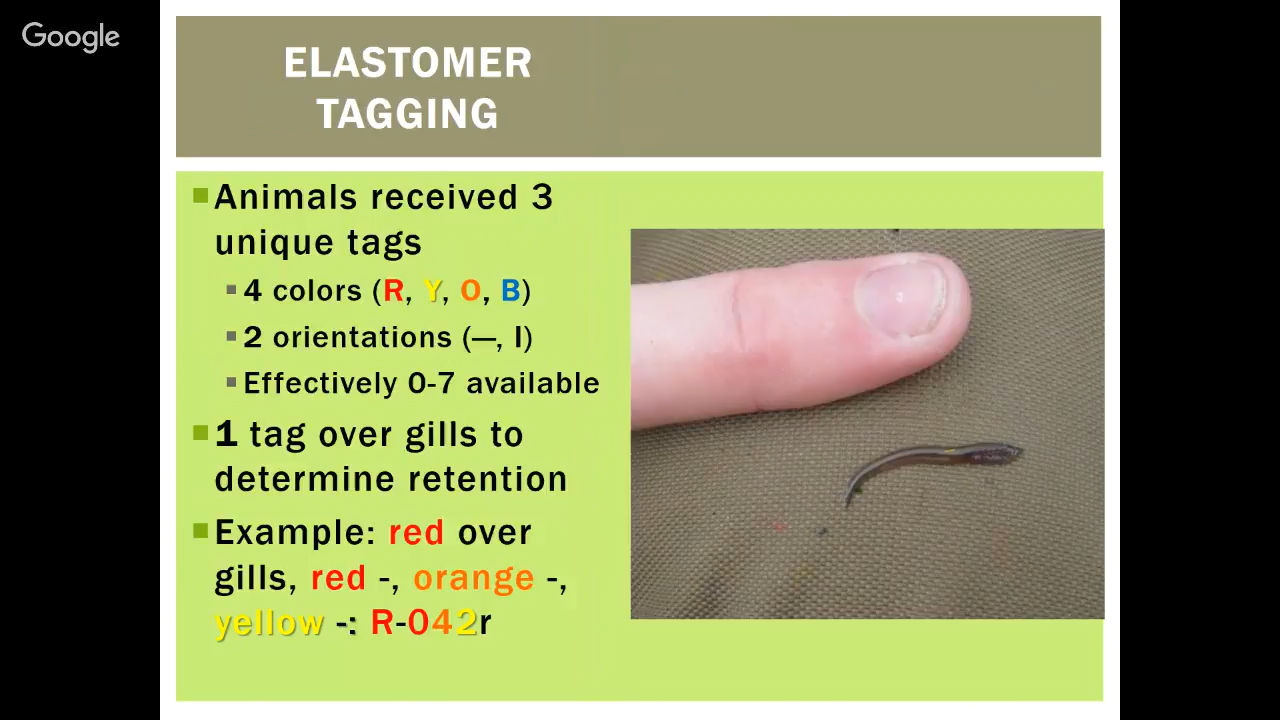 Google
ELASTOMER
TAGGING
Animals received 3
unique tags
4 colors (R, Y, O, B)
2 orientations (—, I)
Effectively 0-7 available
1 tag over gills to
determine retention
Example: red over
gills, red -, orange -,
yellow -: R-042r